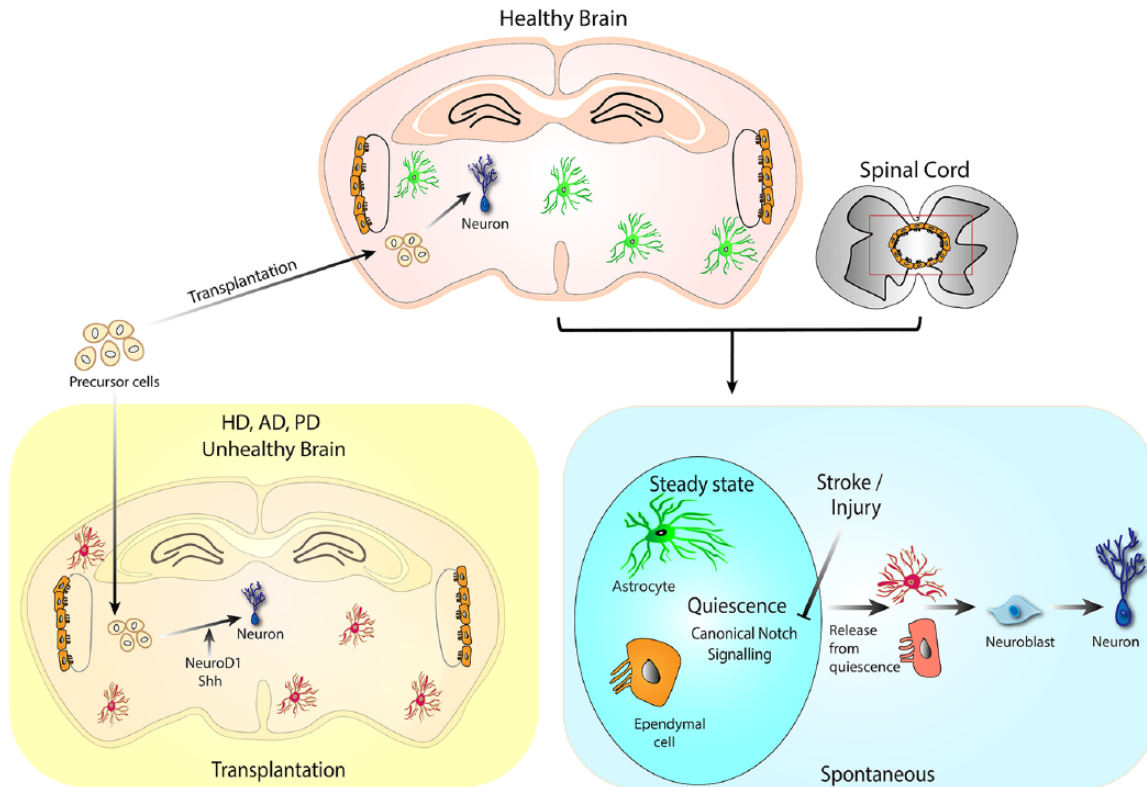 Healthy Brain
Spinal Cord
Neuron
Transplantation
Precursor cells
HD, AD, PD
Unhealthy Brain
Neuron
NeuroD1
Shh
Transplantation
Steady state
Astrocyte
Quiescence
Canonical Notch
Signalling
Ependymal
cell
Stroke /
Injury
Release
from
quiescence
Neuroblast
Neuron
Spontaneous